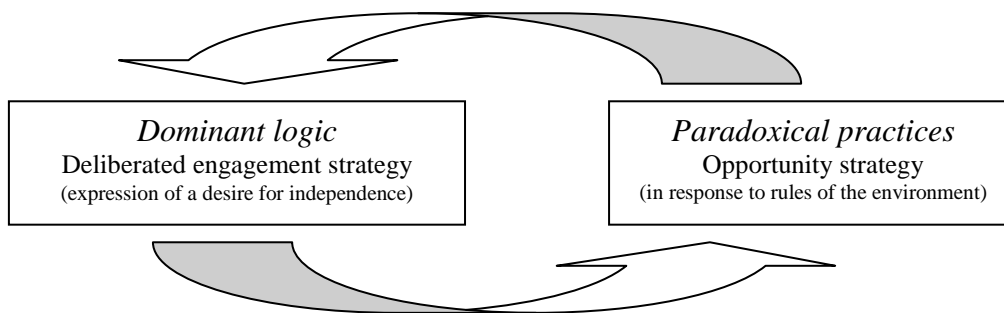 Dominant logic
Deliberated engagement strategy
(expression of a desire for independence)
Paradoxical practices
Opportunity strategy
(in response to rules of the environment)